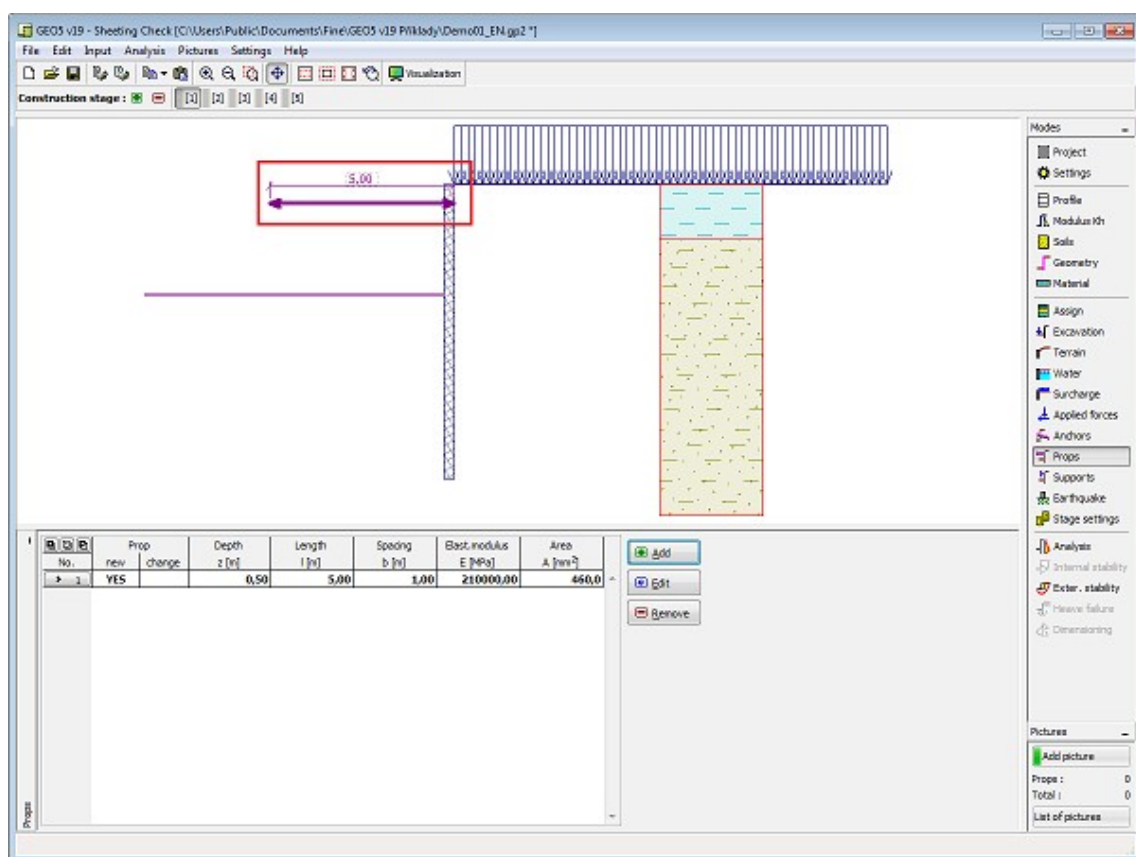 GEO5 v19 - Sheeting Check [C:\Users\Public\Documents\Fine\GEO5 v19 Příklady\Demo01_EN.gp2 *]
File Edit Input Analysis Pictures Settings Help
Visualization
Construction stage : [1] [2] [3] [4] [5]
5,00
Modes
Project
Settings
Profile
Modulus Kh
Soils
Geometry
Material
Assign
Excavation
Terrain
Water
Surcharge
Applied forces
Anchors
Props
Supports
Earthquake
Stage settings
Analysis
Internal stability
Exter. stability
Heave failure
Dimensioning
Prop Depth Length Spacing Elast. modulus Area
No. new change z [m] l [m] b [m] E [MPa] A [mm²]
1 YES 0,50 5,00 1,00 210000,00 460,0
Add
Edit
Remove
Props
Pictures
Add picture
Props : 0
Total : 0
List of pictures